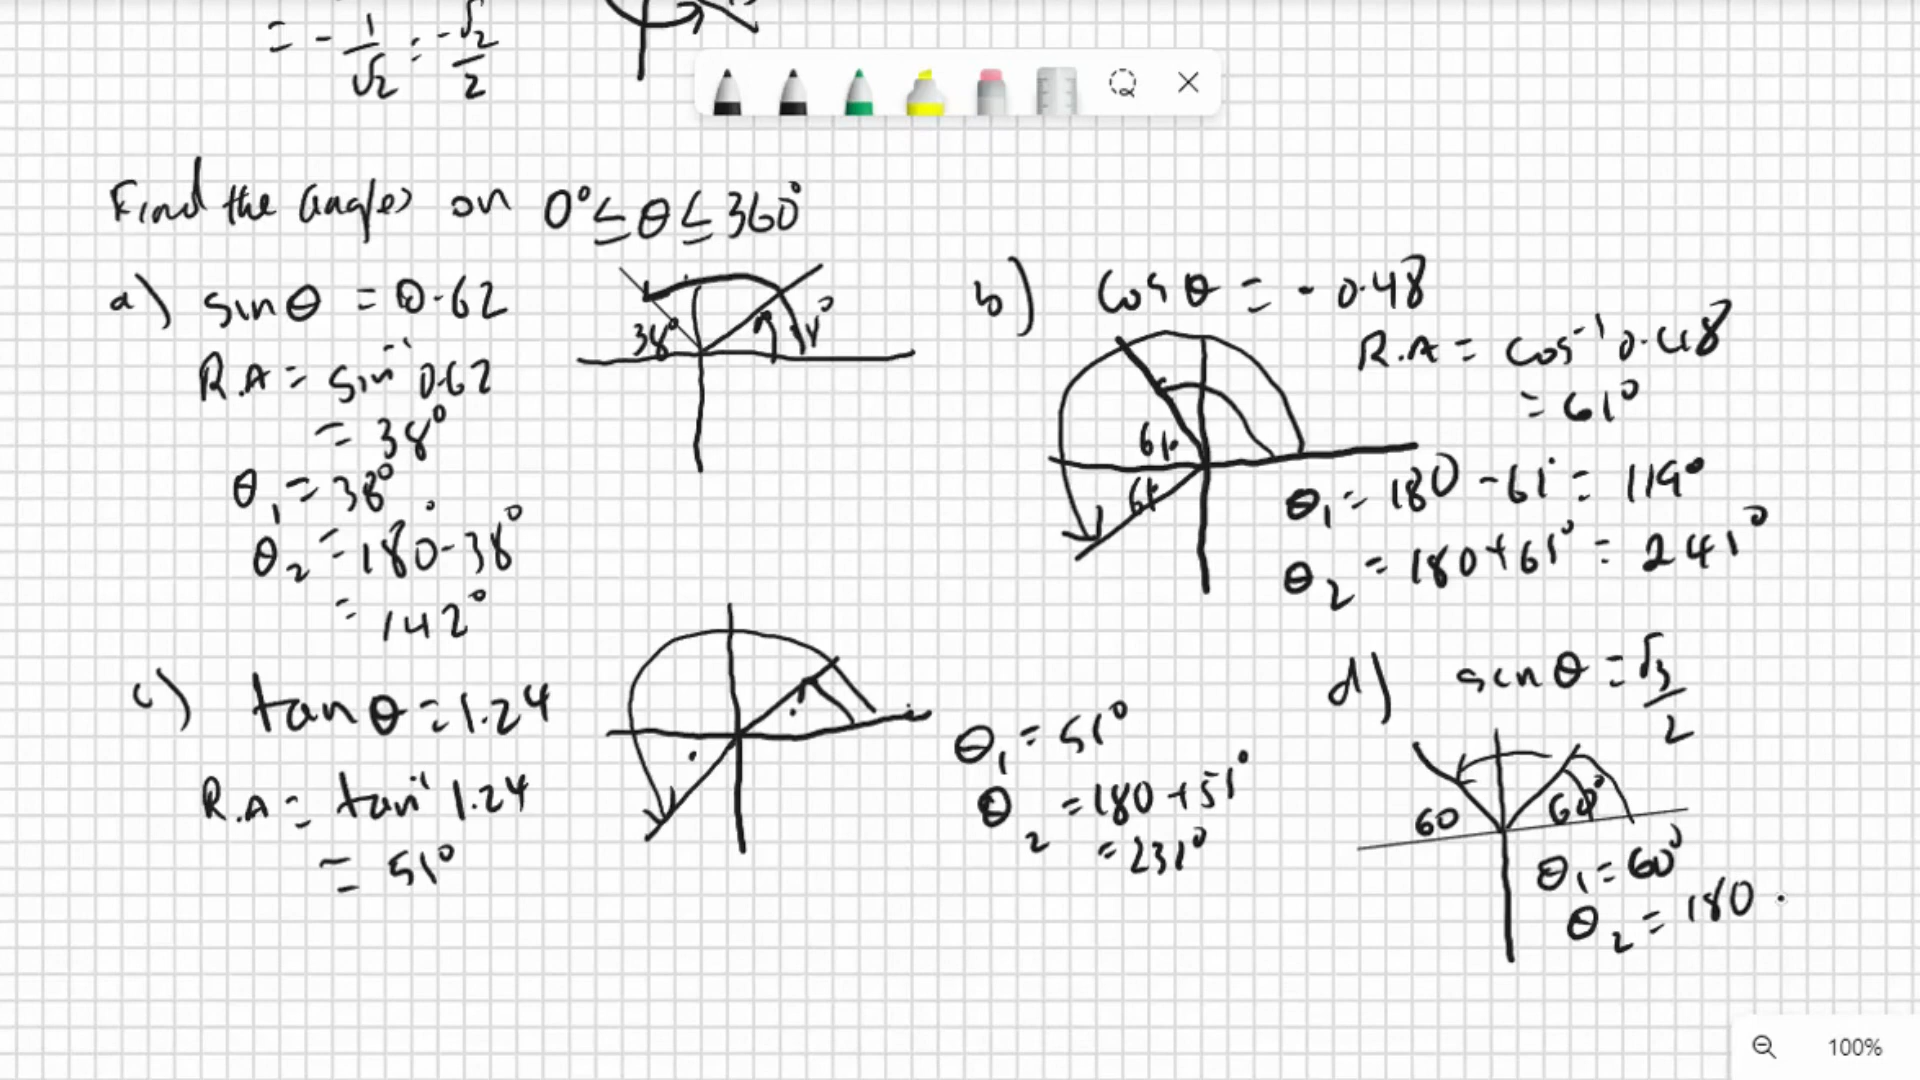 = - 1/√2 = -√2/2
Find the angles on 0° ≤ θ ≤ 360°
a) sin θ = 0.62
R.A = sin⁻¹ 0.62
= 38°
θ₁ = 38°
θ₂ = 180° - 38°
= 142°
38°
b) cos θ = - 0.48
R.A = cos⁻¹ 0.48
= 61°
61
61
θ₁ = 180 - 61° = 119°
θ₂ = 180 + 61° = 241°
c) tan θ = 1.24
R.A = tan⁻¹ 1.24
= 51°
θ₁ = 51°
θ₂ = 180 + 51°
= 231°
d) sin θ = √3/2
60 60°
θ₁ = 60°
θ₂ = 180
100%